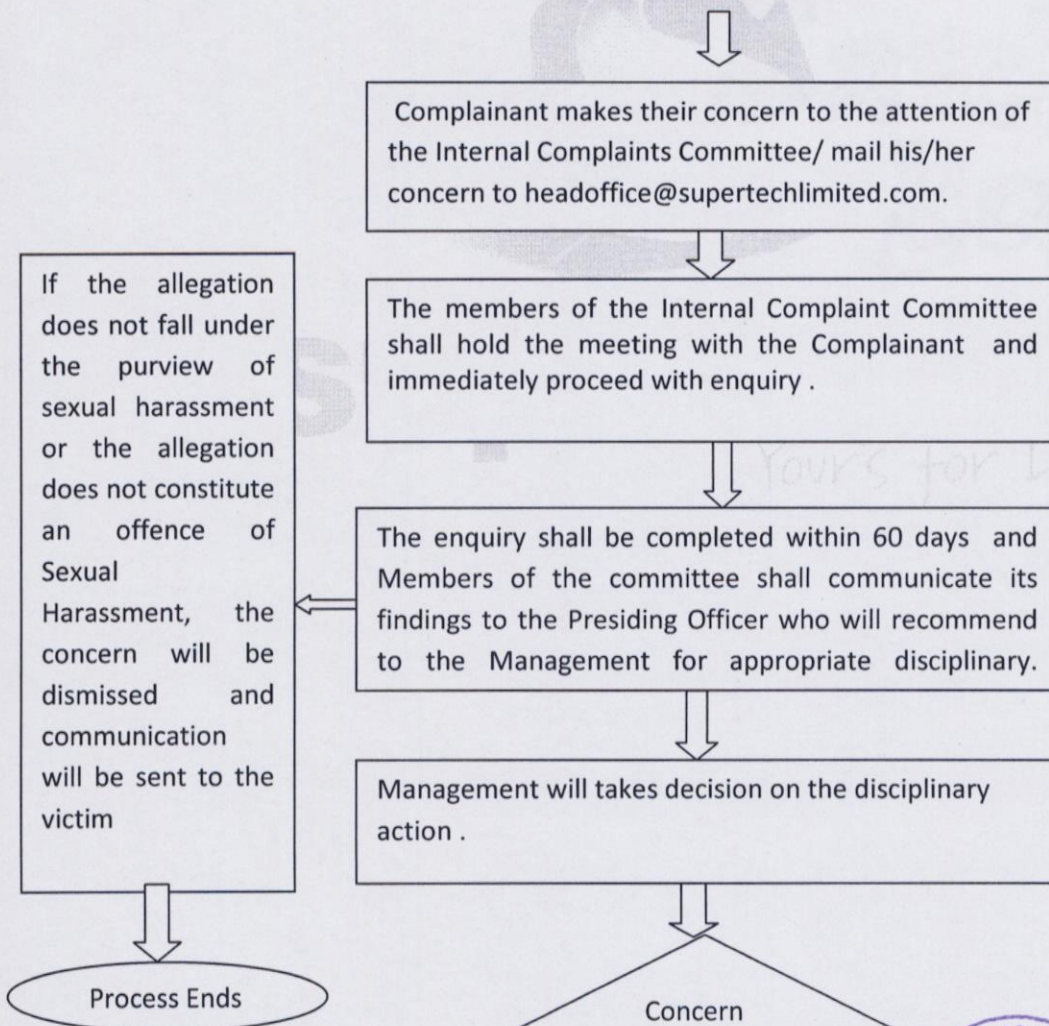 Complainant makes their concern to the attention of
the Internal Complaints Committee/ mail his/her
concern to headoffice@supertechlimited.com.
The members of the Internal Complaint Committee
shall hold the meeting with the Complainant and
immediately proceed with enquiry .
The enquiry shall be completed within 60 days and
Members of the committee shall communicate its
findings to the Presiding Officer who will recommend
to the Management for appropriate disciplinary.
If the allegation
does not fall under
the purview of
sexual harassment
or the allegation
does not constitute
an offence of
Sexual
Harassment, the
concern will be
dismissed and
communication
will be sent to the
victim
Management will takes decision on the disciplinary
action .
Process Ends
Concern
Yours for